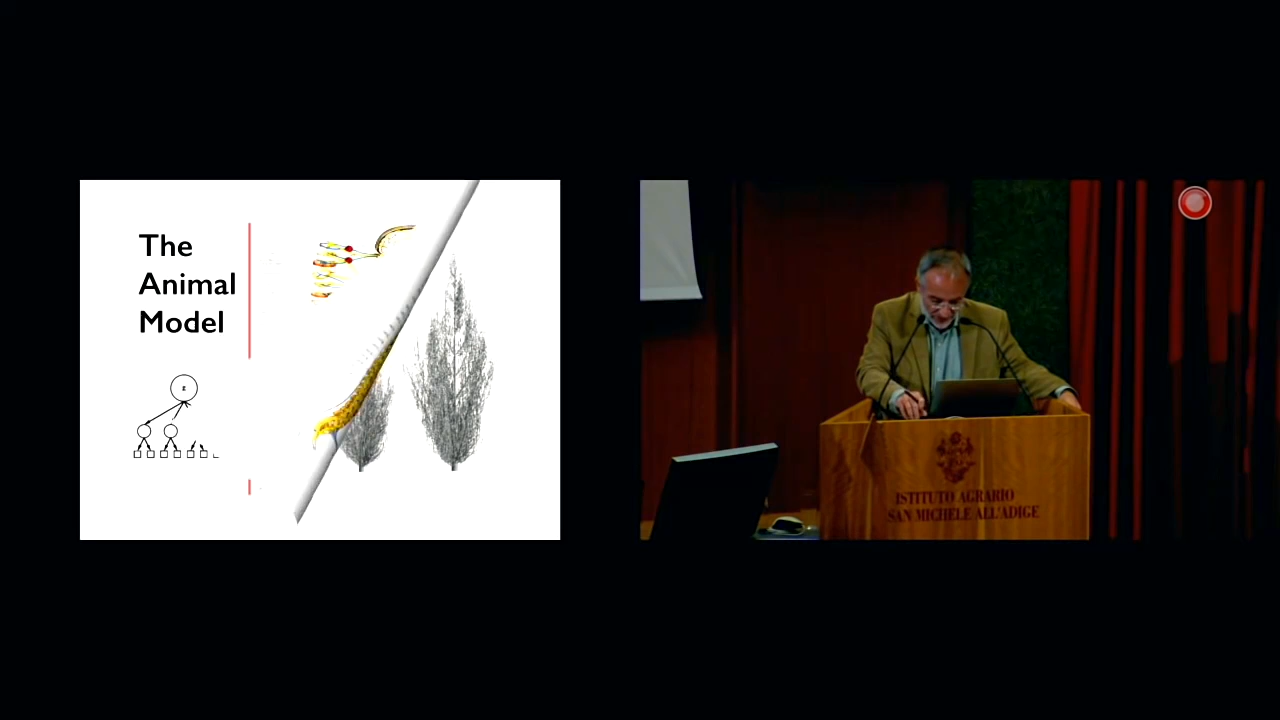 The
Animal
Model
ISTITUTO AGRARIO
SAN MICHELE ALL'ADIGE